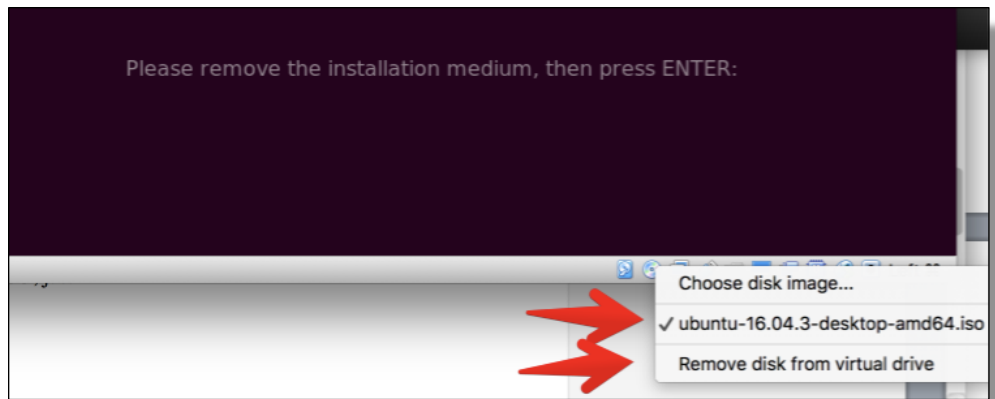 Please remove the installation medium, then press ENTER:
Choose disk image...
✓ ubuntu-16.04.3-desktop-amd64.iso
Remove disk from virtual drive